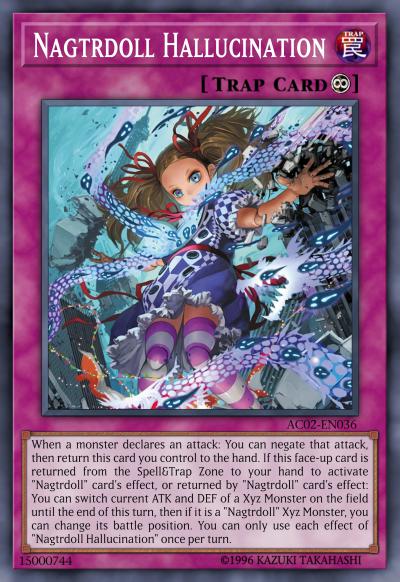 Nagtrdoll Hallucination
TRAP
罠
[Trap Card]
AC02-EN036
When a monster declares an attack: You can negate that attack,
then return this card you control to the hand. If this face-up card is
returned from the Spell&Trap Zone to your hand to activate
"Nagtrdoll" card's effect, or returned by "Nagtrdoll" card's effect:
You can switch current ATK and DEF of a Xyz Monster on the field
until the end of this turn, then if it is a "Nagtrdoll" Xyz Monster, you
can change its battle position. You can only use each effect of
"Nagtrdoll Hallucination" once per turn.
15000744
©1996 KAZUKI TAKAHASHI